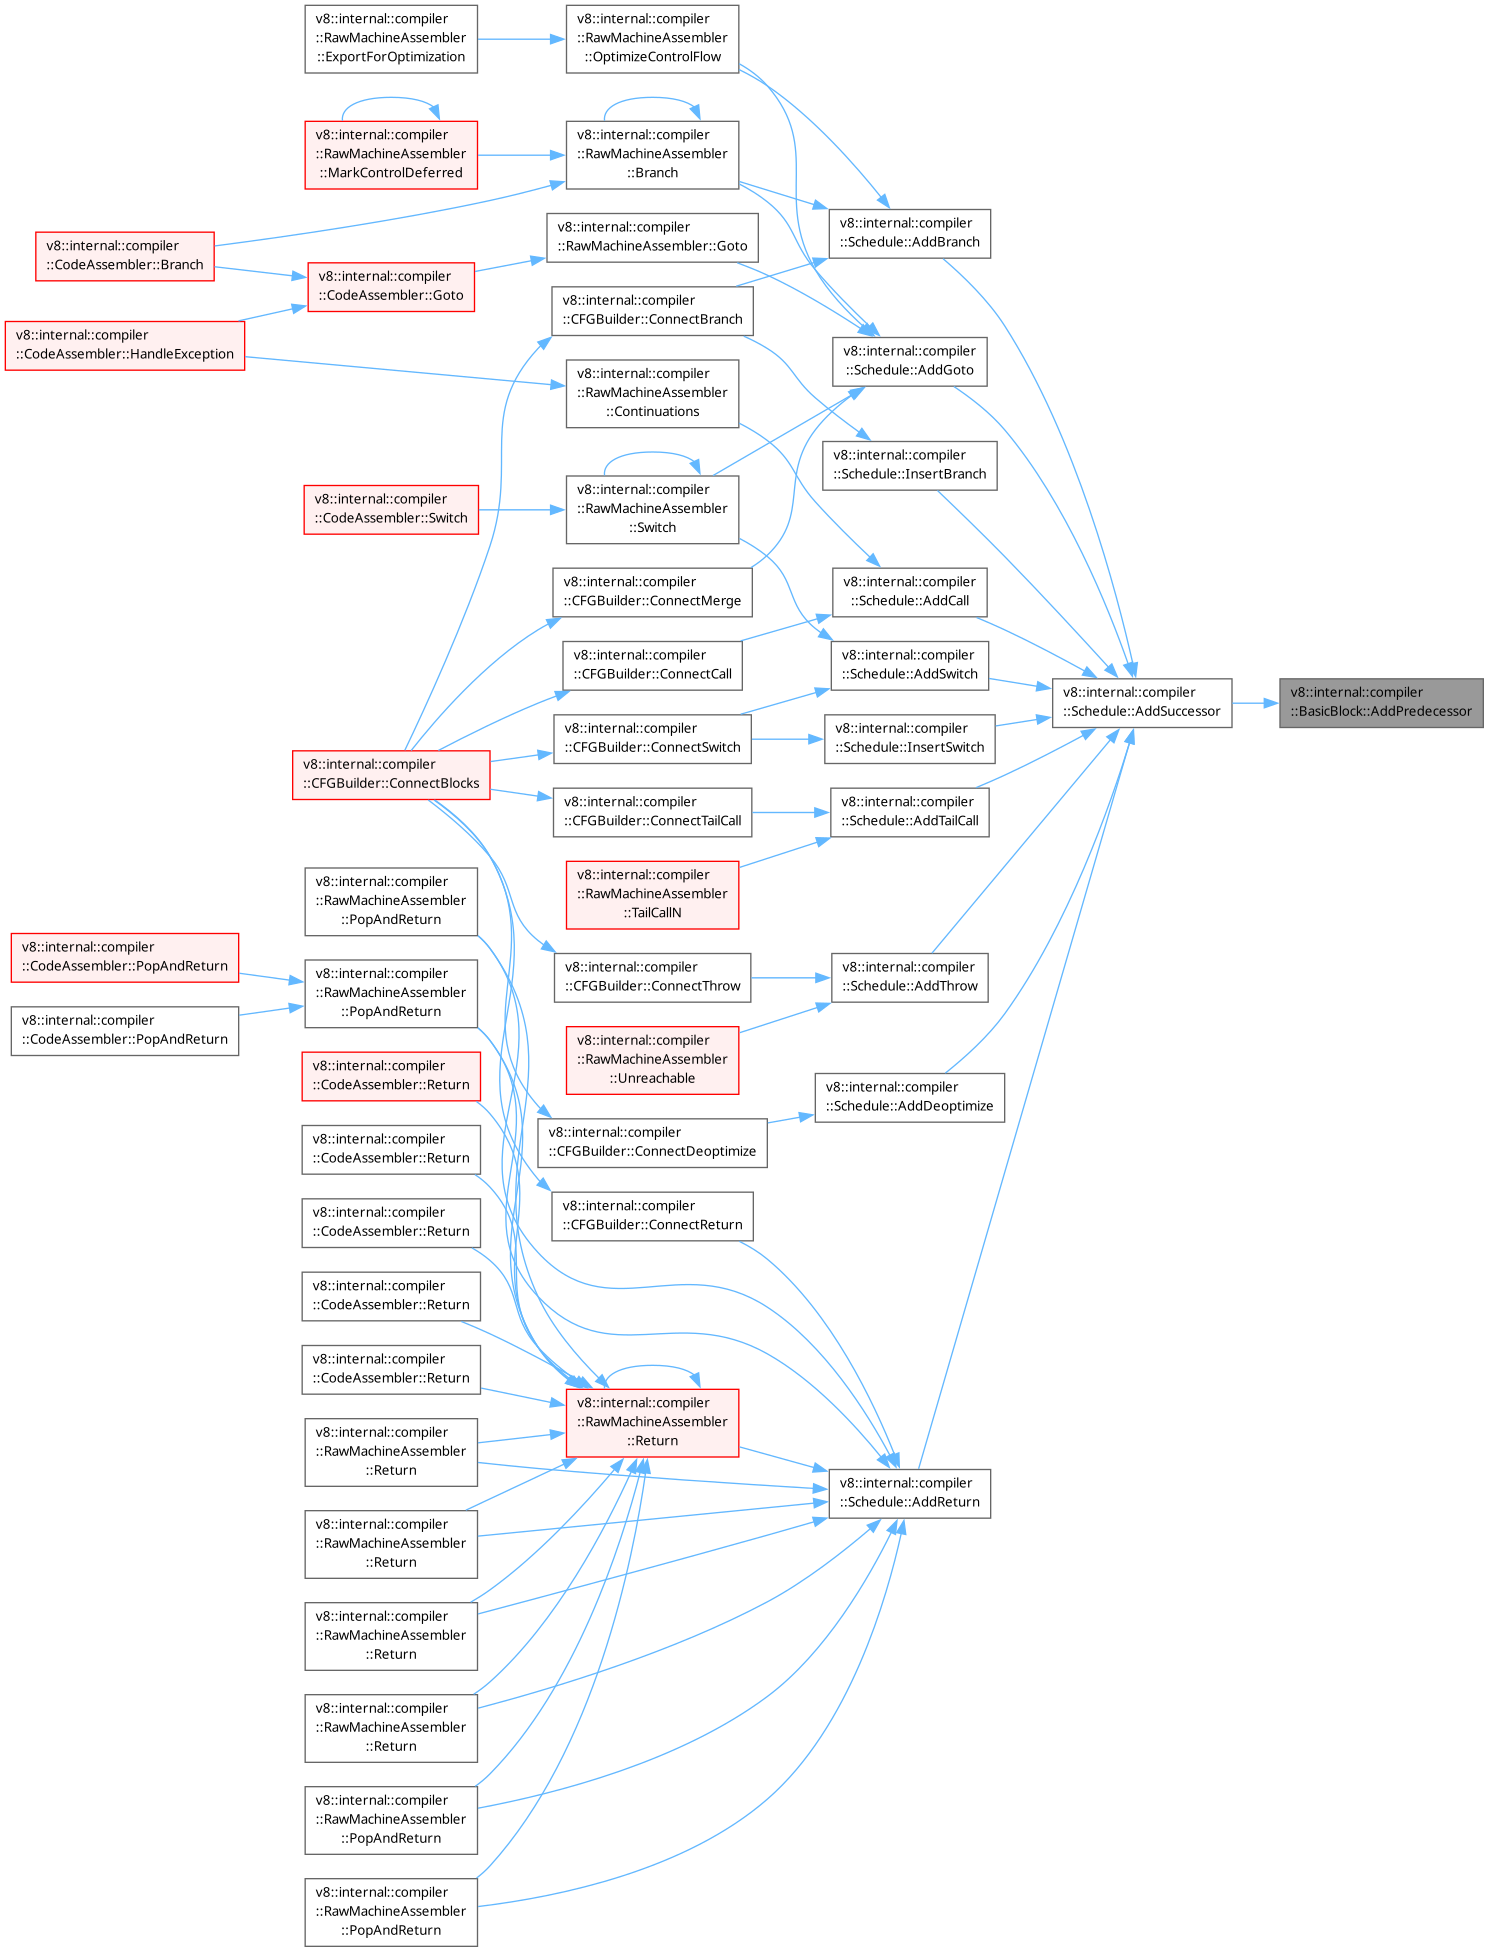 v8::internal::compiler
::RawMachineAssembler
::ExportForOptimization
v8::internal::compiler
::RawMachineAssembler
::OptimizeControlFlow
v8::internal::compiler
::RawMachineAssembler
::MarkControlDeferred
v8::internal::compiler
::RawMachineAssembler
::Branch
v8::internal::compiler
::Schedule::AddBranch
v8::internal::compiler
::RawMachineAssembler::Goto
v8::internal::compiler
::CodeAssembler::Branch
v8::internal::compiler
::CodeAssembler::Goto
v8::internal::compiler
::CFGBuilder::ConnectBranch
v8::internal::compiler
::CodeAssembler::HandleException
v8::internal::compiler
::Schedule::AddGoto
v8::internal::compiler
::RawMachineAssembler
::Continuations
v8::internal::compiler
::Schedule::InsertBranch
v8::internal::compiler
::CodeAssembler::Switch
v8::internal::compiler
::RawMachineAssembler
::Switch
v8::internal::compiler
::CFGBuilder::ConnectMerge
v8::internal::compiler
::Schedule::AddCall
v8::internal::compiler
::CFGBuilder::ConnectCall
v8::internal::compiler
::Schedule::AddSwitch
v8::internal::compiler
::Schedule::AddSuccessor
v8::internal::compiler
::BasicBlock::AddPredecessor
v8::internal::compiler
::CFGBuilder::ConnectSwitch
v8::internal::compiler
::Schedule::InsertSwitch
v8::internal::compiler
::CFGBuilder::ConnectBlocks
v8::internal::compiler
::CFGBuilder::ConnectTailCall
v8::internal::compiler
::Schedule::AddTailCall
v8::internal::compiler
::RawMachineAssembler
::PopAndReturn
v8::internal::compiler
::RawMachineAssembler
::TailCallN
v8::internal::compiler
::CodeAssembler::PopAndReturn
v8::internal::compiler
::RawMachineAssembler
::PopAndReturn
v8::internal::compiler
::CFGBuilder::ConnectThrow
v8::internal::compiler
::Schedule::AddThrow
v8::internal::compiler
::CodeAssembler::PopAndReturn
v8::internal::compiler
::CodeAssembler::Return
v8::internal::compiler
::RawMachineAssembler
::Unreachable
v8::internal::compiler
::Schedule::AddDeoptimize
v8::internal::compiler
::CodeAssembler::Return
v8::internal::compiler
::CFGBuilder::ConnectDeoptimize
v8::internal::compiler
::CodeAssembler::Return
v8::internal::compiler
::CFGBuilder::ConnectReturn
v8::internal::compiler
::CodeAssembler::Return
v8::internal::compiler
::CodeAssembler::Return
v8::internal::compiler
::RawMachineAssembler
::Return
v8::internal::compiler
::RawMachineAssembler
::Return
v8::internal::compiler
::Schedule::AddReturn
v8::internal::compiler
::RawMachineAssembler
::Return
v8::internal::compiler
::RawMachineAssembler
::Return
v8::internal::compiler
::RawMachineAssembler
::Return
v8::internal::compiler
::RawMachineAssembler
::PopAndReturn
v8::internal::compiler
::RawMachineAssembler
::PopAndReturn